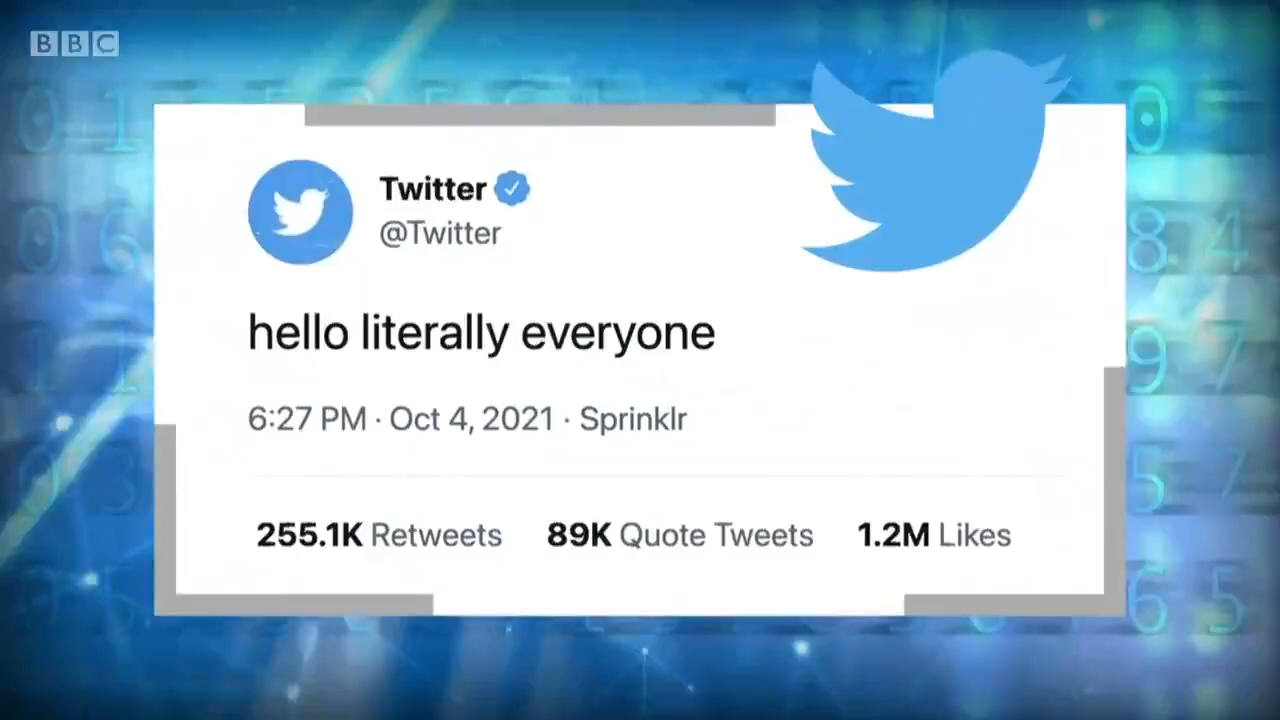 BBC
Twitter
@Twitter
hello literally everyone
6:27 PM · Oct 4, 2021 · Sprinklr
255.1K Retweets 89K Quote Tweets 1.2M Likes